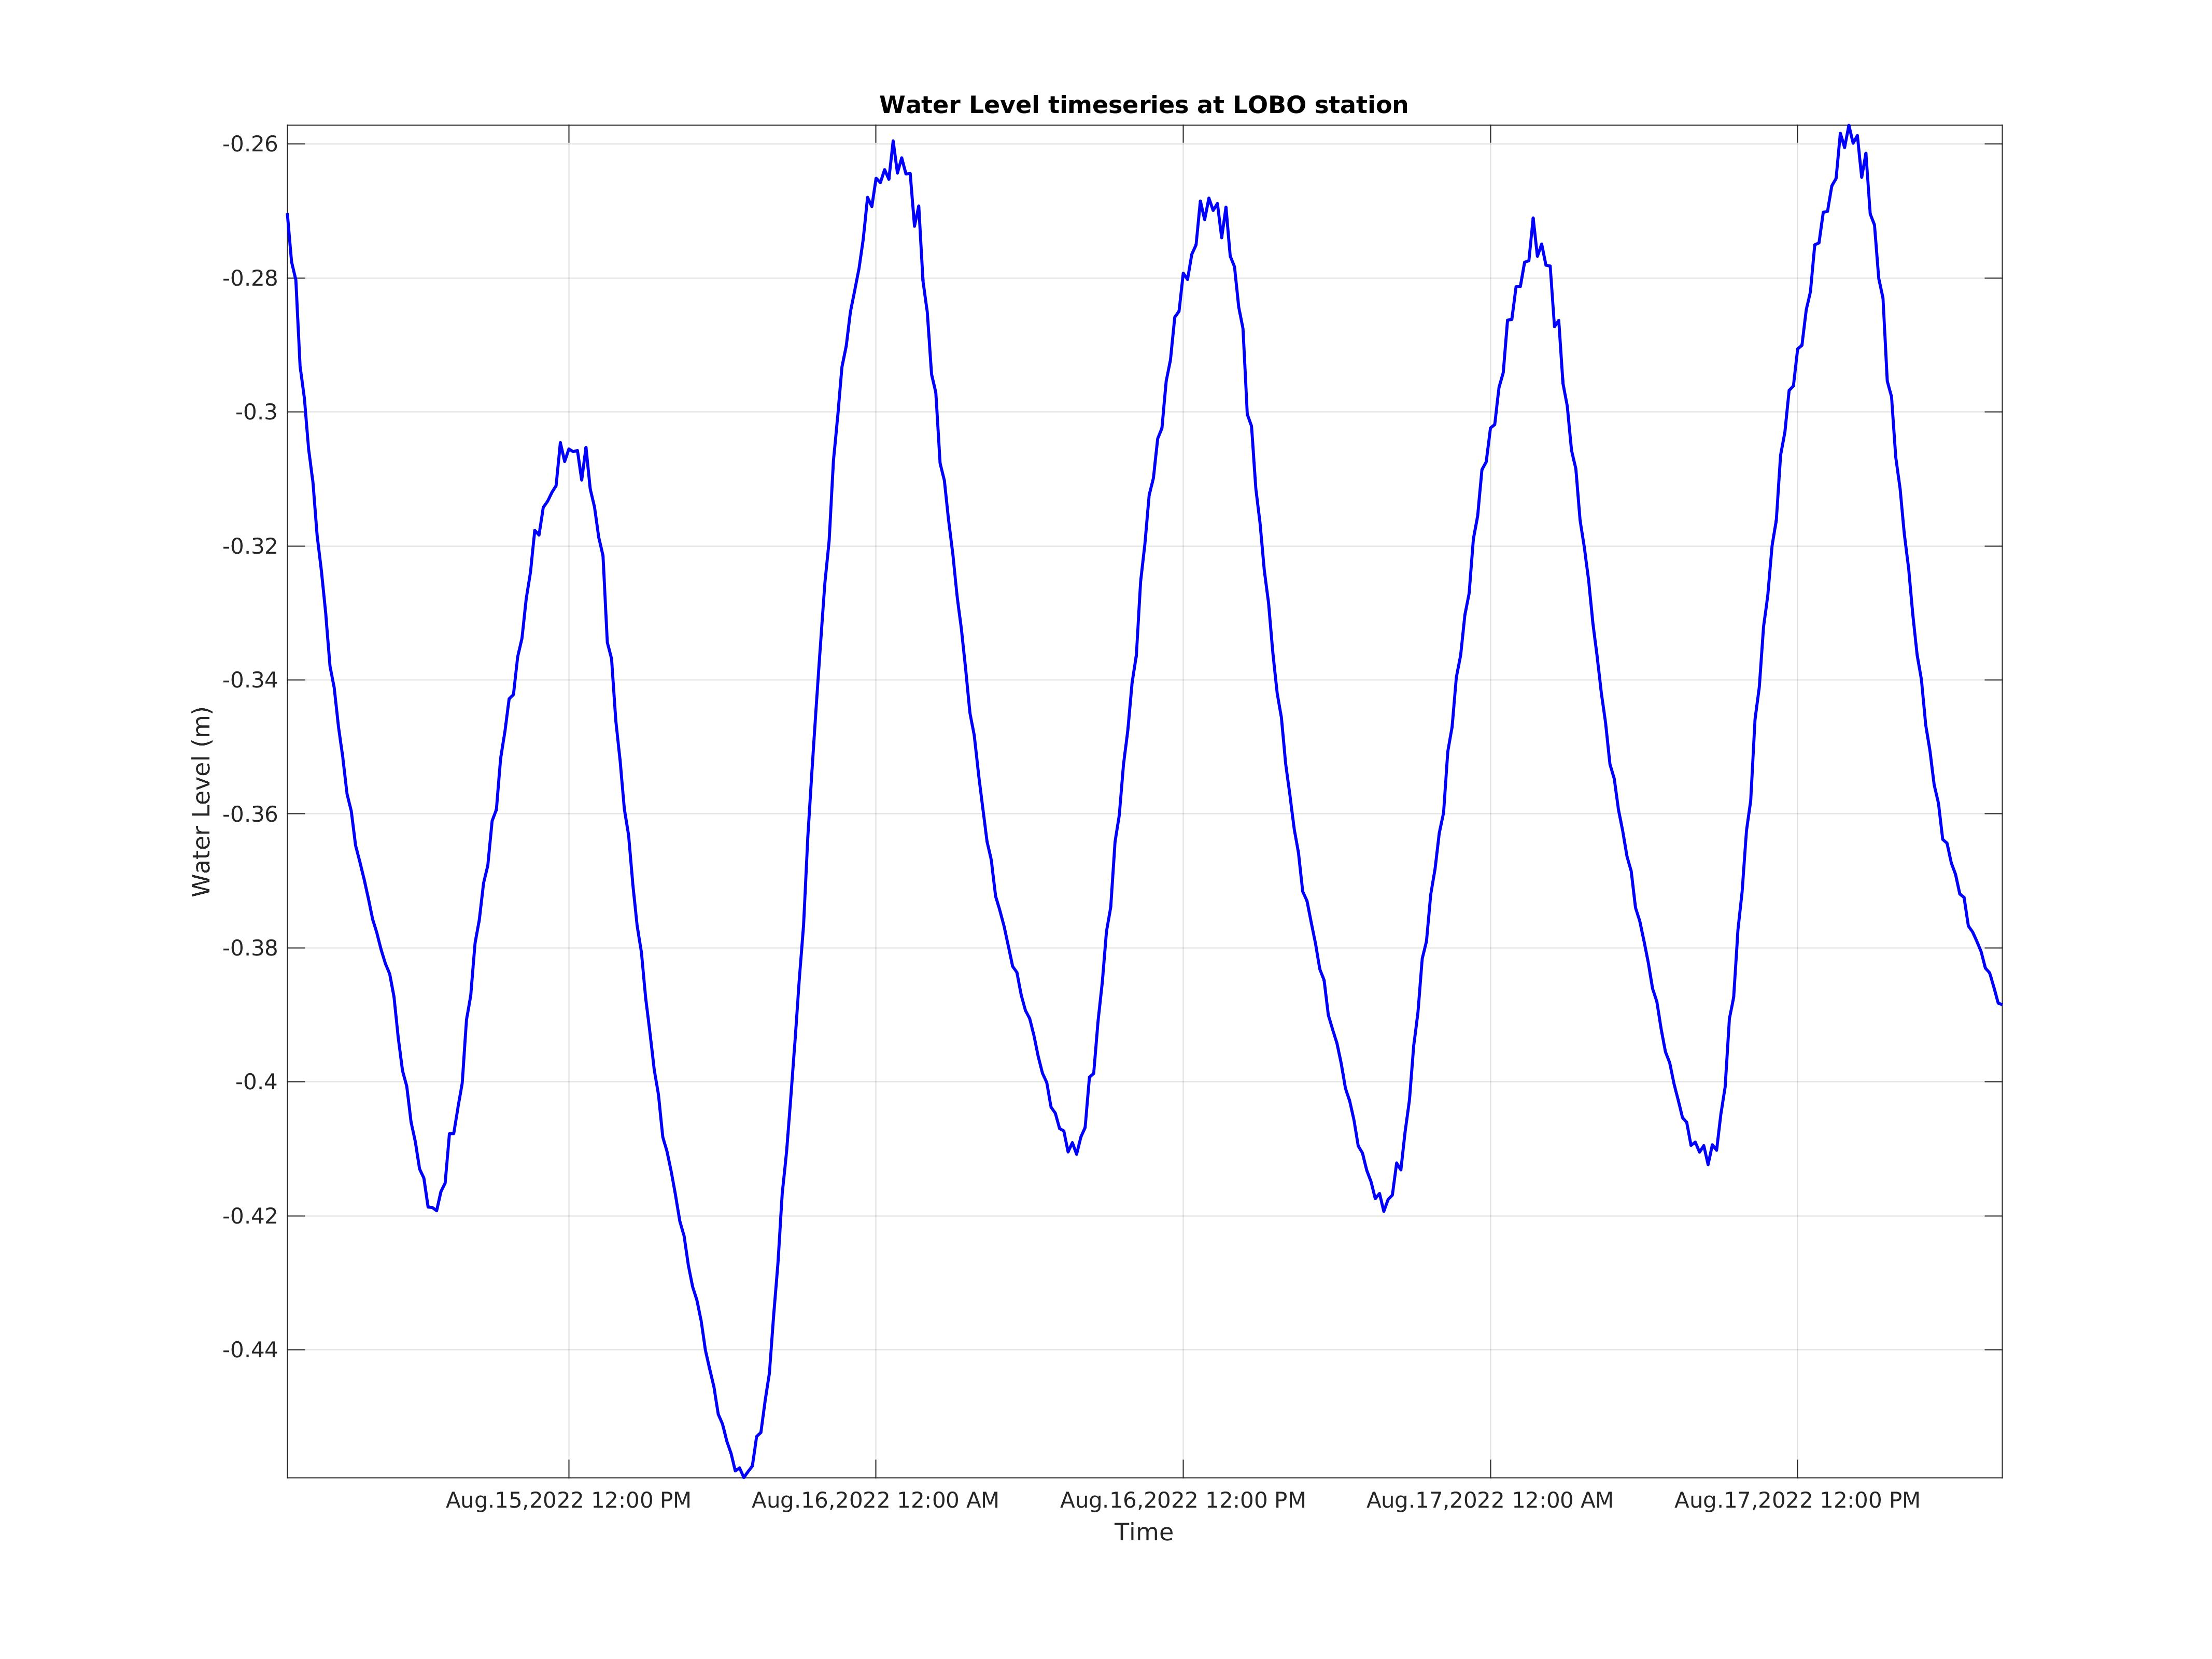 Water Level timeseries at LOBO station
-0.26
-0.28
-0.3
-0.32
-0.34
-0.36
-0.38
-0.4
-0.42
-0.44
Water Level (m)
Aug.15,2022 12:00 PM
Aug.16,2022 12:00 AM
Aug.16,2022 12:00 PM
Aug.17,2022 12:00 AM
Aug.17,2022 12:00 PM
Time